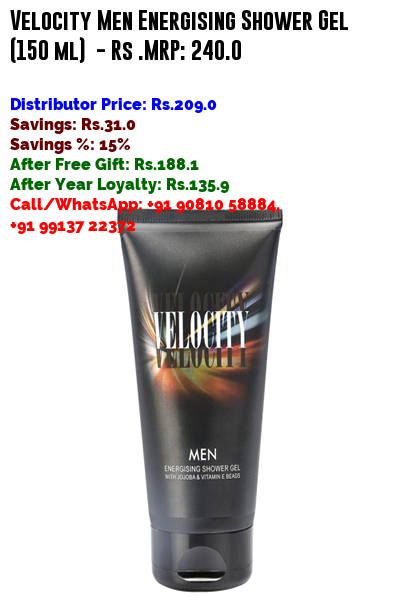 Velocity Men Energising Shower Gel
(150 ml) - Rs .MRP: 240.0
Distributor Price: Rs.209.0
Savings: Rs.31.0
Savings %: 15%
After Free Gift: Rs.188.1
After Year Loyalty: Rs.135.9
Call/WhatsApp: +91 90810 58884,
+91 99137 22372
VELOCITY
VELOCITY
VELOCITY
MEN
ENERGISING SHOWER GEL
WITH JOJOBA & VITAMIN E BEADS